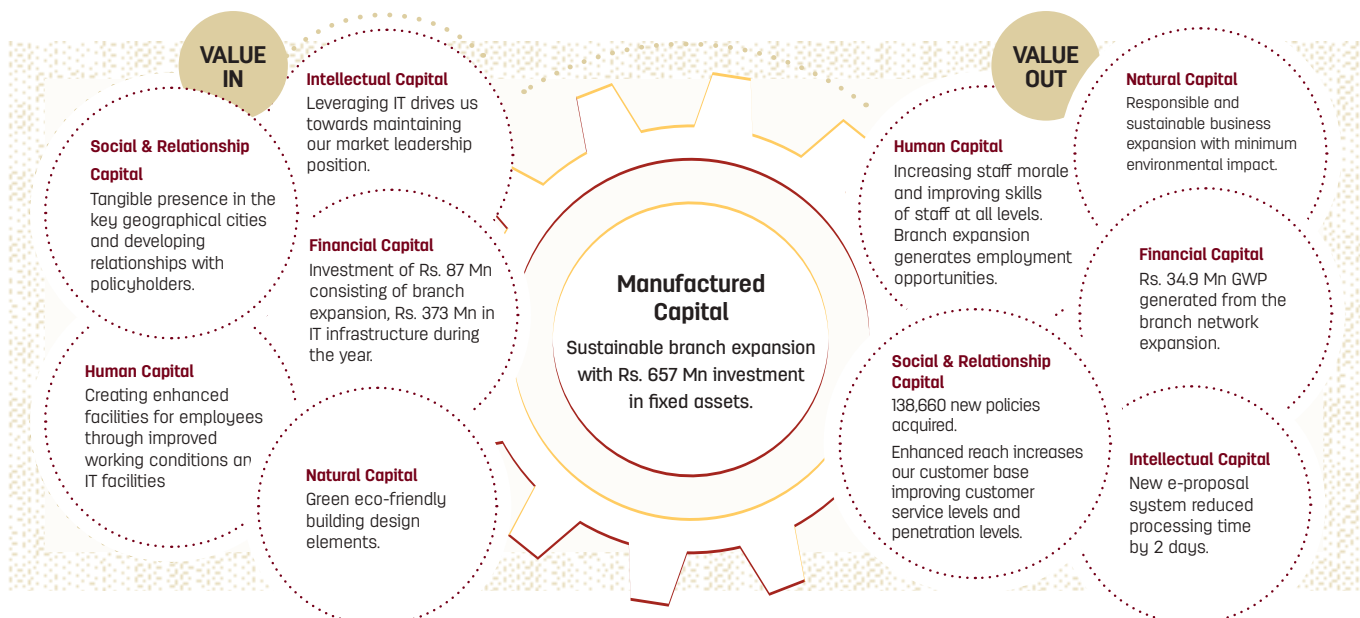 VALUE
IN
Social & Relationship
Capital
Tangible presence in the
key geographical cities
and developing
relationships with
policyholders.
Intellectual Capital
Leveraging IT drives us
towards maintaining
our market leadership
position.
Financial Capital
Investment of Rs. 87 Mn
consisting of branch
expansion, Rs. 373 Mn in
IT infrastructure during
the year.
Human Capital
Creating enhanced
facilities for employees
through improved
working conditions an
IT facilities
Natural Capital
Green eco-friendly
building design
elements.
Manufactured
Capital
Sustainable branch expansion
with Rs. 657 Mn investment
in fixed assets.
VALUE
OUT
Human Capital
Increasing staff morale
and improving skills
of staff at all levels.
Branch expansion
generates employment
opportunities.
Natural Capital
Responsible and
sustainable business
expansion with minimum
environmental impact.
Financial Capital
Rs. 34.9 Mn GWP
generated from the
branch network
expansion.
Social & Relationship
Capital
138,660 new policies
acquired.
Enhanced reach increases
our customer base
improving customer
service levels and
penetration levels.
Intellectual Capital
New e-proposal
system reduced
processing time
by 2 days.